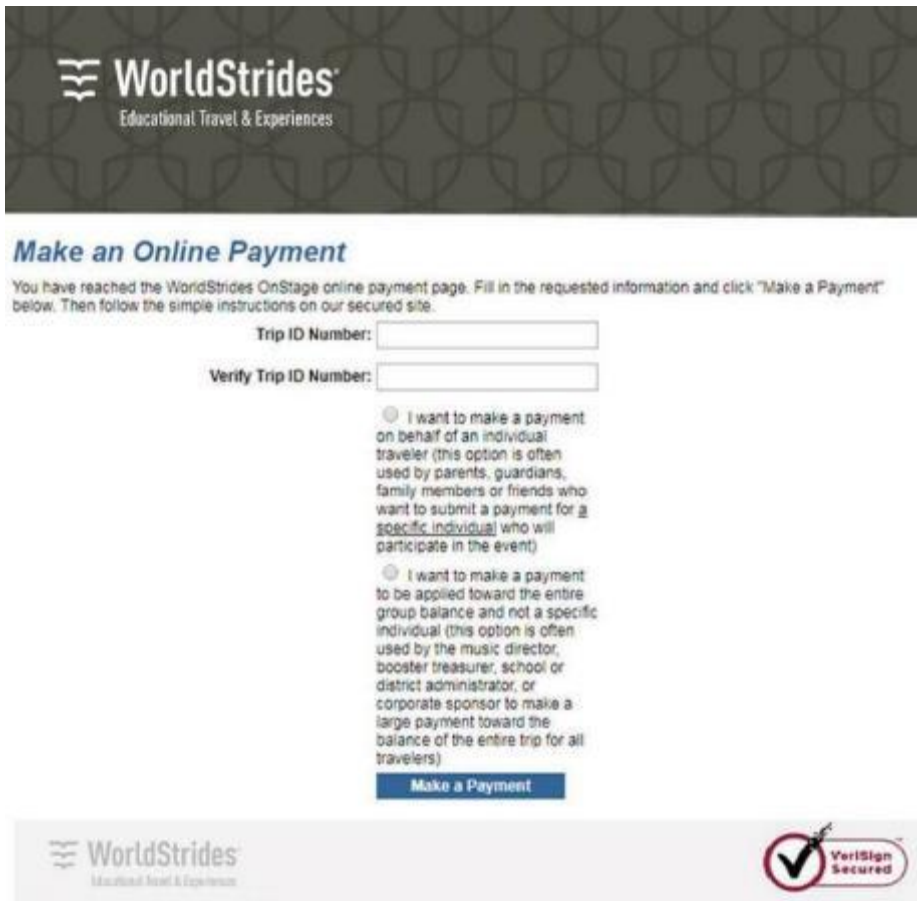 WorldStrides
Educational Travel & Experiences
Make an Online Payment
You have reached the WorldStrides OnStage online payment page. Fill in the requested information and click "Make a Payment"
below. Then follow the simple instructions on our secured site.
Trip ID Number:
Verify Trip ID Number:
I want to make a payment
on behalf of an individual
traveler (this option is often
used by parents, guardians,
family members or friends who
want to submit a payment for a
specific individual who will
participate in the event)
I want to make a payment
to be applied toward the entire
group balance and not a specific
individual (this option is often
used by the music director,
booster treasurer, school or
district administrator, or
corporate sponsor to make a
large payment toward the
balance of the entire trip for all
travelers)
Make a Payment
WorldStrides
Educational Travel & Experiences
VeriSign
Secured